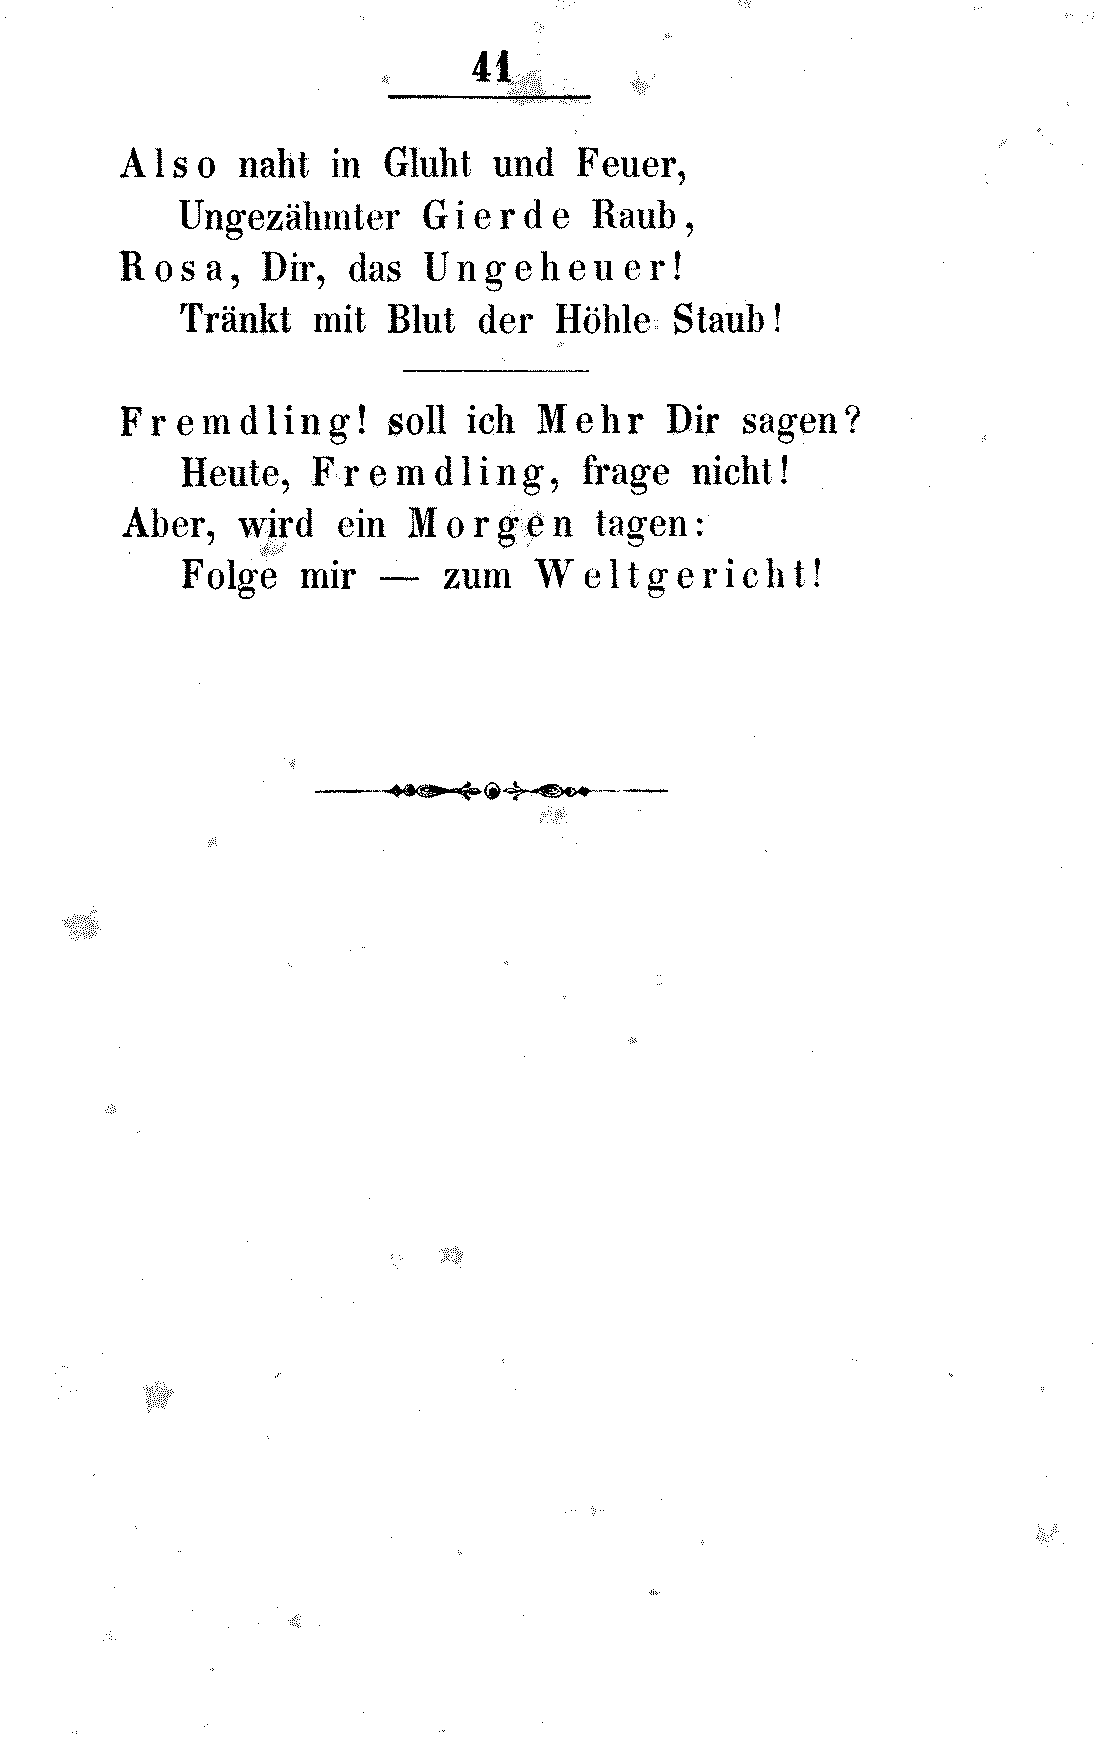 41
Also naht in Gluht und Feuer,
Ungezähmter Gierde Raub,
Rosa, Dir, das Ungeheuer!
Tränkt mit Blut der Höhle Staub!
Fremdling! soll ich Mehr Dir sagen?
Heute, Fremdling, frage nicht!
Aber, wird ein Morgen tagen:
Folge mir — zum Weltgericht!